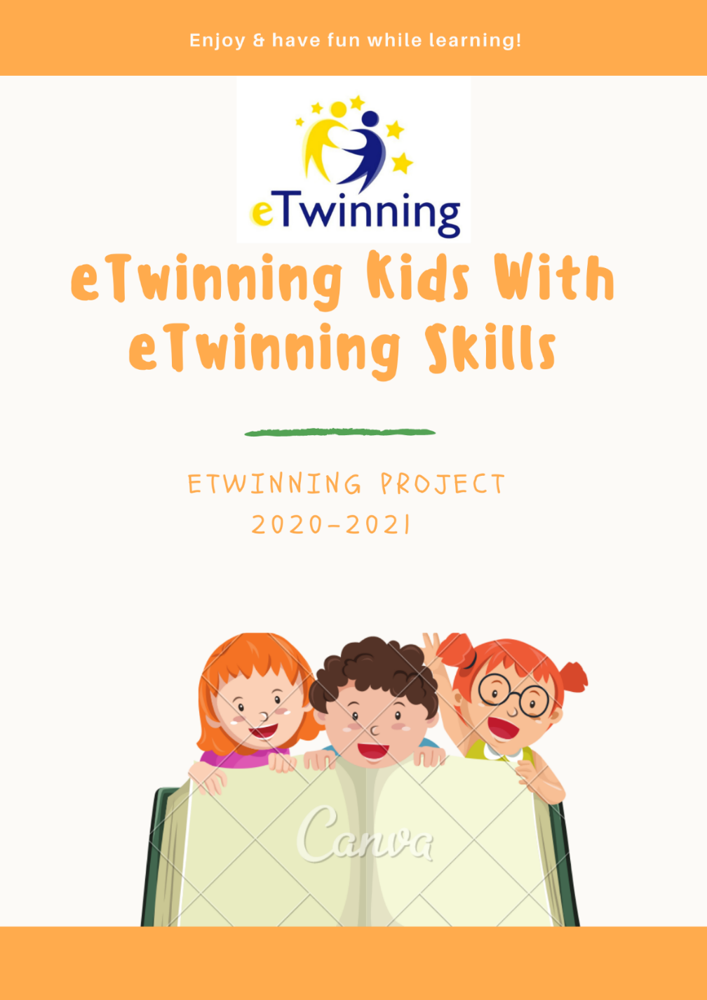 Enjoy & have fun while learning!
eTwinning
eTwinning Kids With
eTwinning Skills
ETWINNING PROJECT
2020-2021
Canva